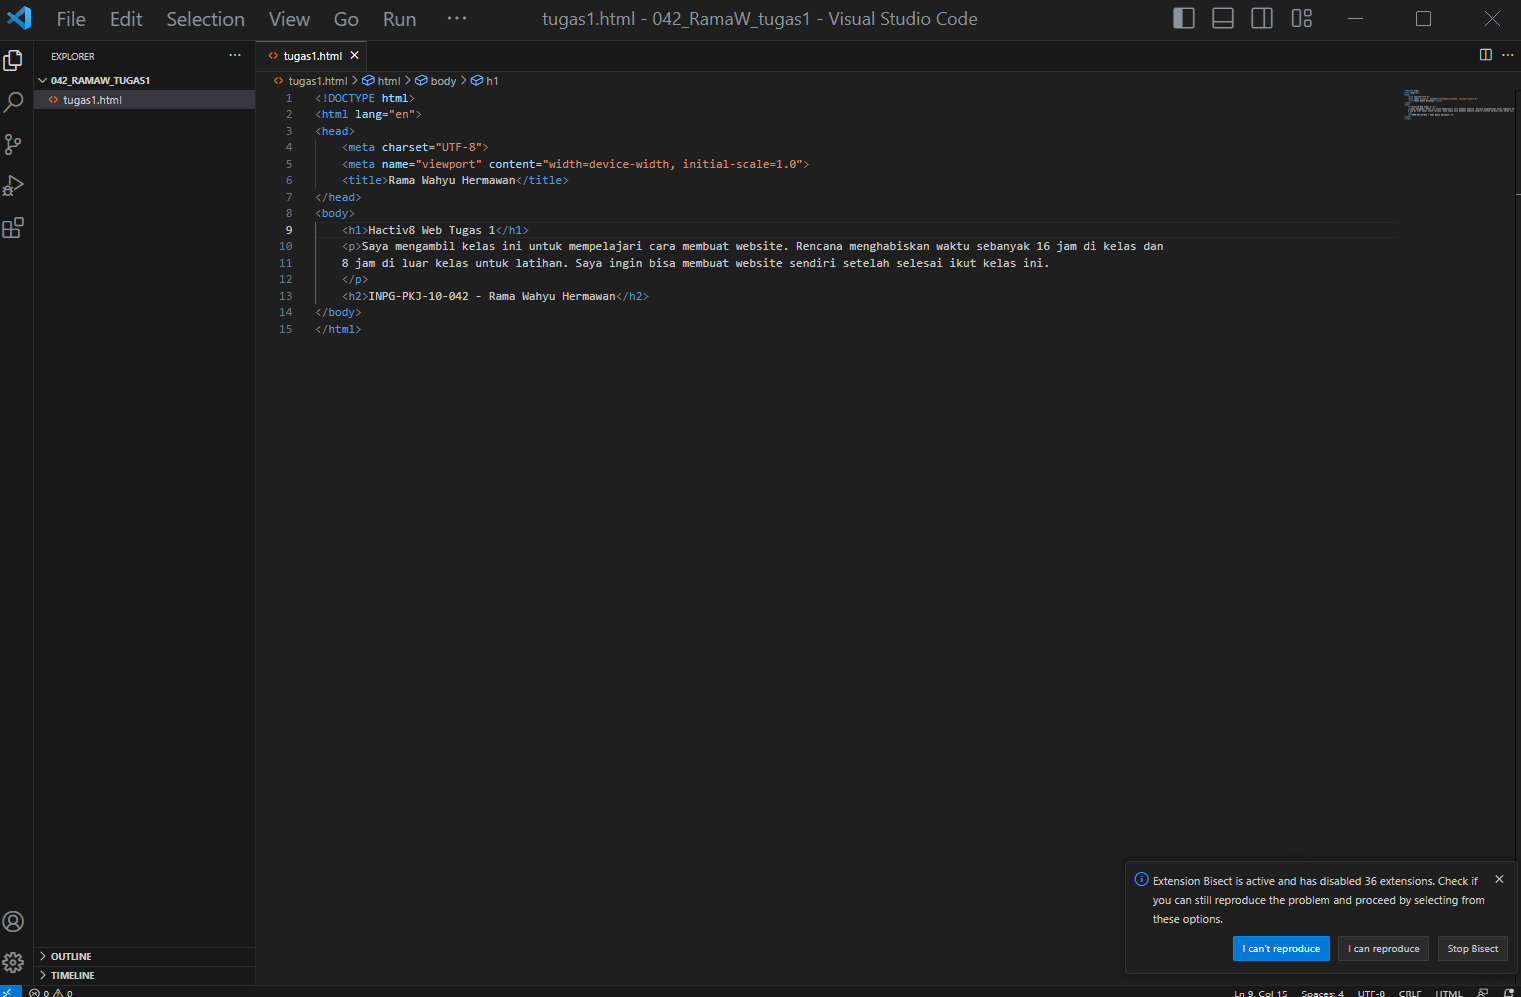 File Edit Selection View Go Run ···
tugas1.html - 042_RamaW_tugas1 - Visual Studio Code
EXPLORER
042_RAMAW_TUGAS1
tugas1.html
tugas1.html
tugas1.html > html > body > h1
1 <!DOCTYPE html>
2 <html lang="en">
3 <head>
4 <meta charset="UTF-8">
5 <meta name="viewport" content="width=device-width, initial-scale=1.0">
6 <title>Rama Wahyu Hermawan</title>
7 </head>
8 <body>
9 <h1>Hactiv8 Web Tugas 1</h1>
10 <p>Saya mengambil kelas ini untuk mempelajari cara membuat website. Rencana menghabiskan waktu sebanyak 16 jam di kelas dan
11 8 jam di luar kelas untuk latihan. Saya ingin bisa membuat website sendiri setelah selesai ikut kelas ini.
12 </p>
13 <h2>INPG-PKJ-10-042 - Rama Wahyu Hermawan</h2>
14 </body>
15 </html>
Extension Bisect is active and has disabled 36 extensions. Check if
you can still reproduce the problem and proceed by selecting from
these options.
I can't reproduce I can reproduce Stop Bisect
OUTLINE
TIMELINE
0 0 Ln 9, Col 15 Spaces: 4 UTF-8 CRLF HTML